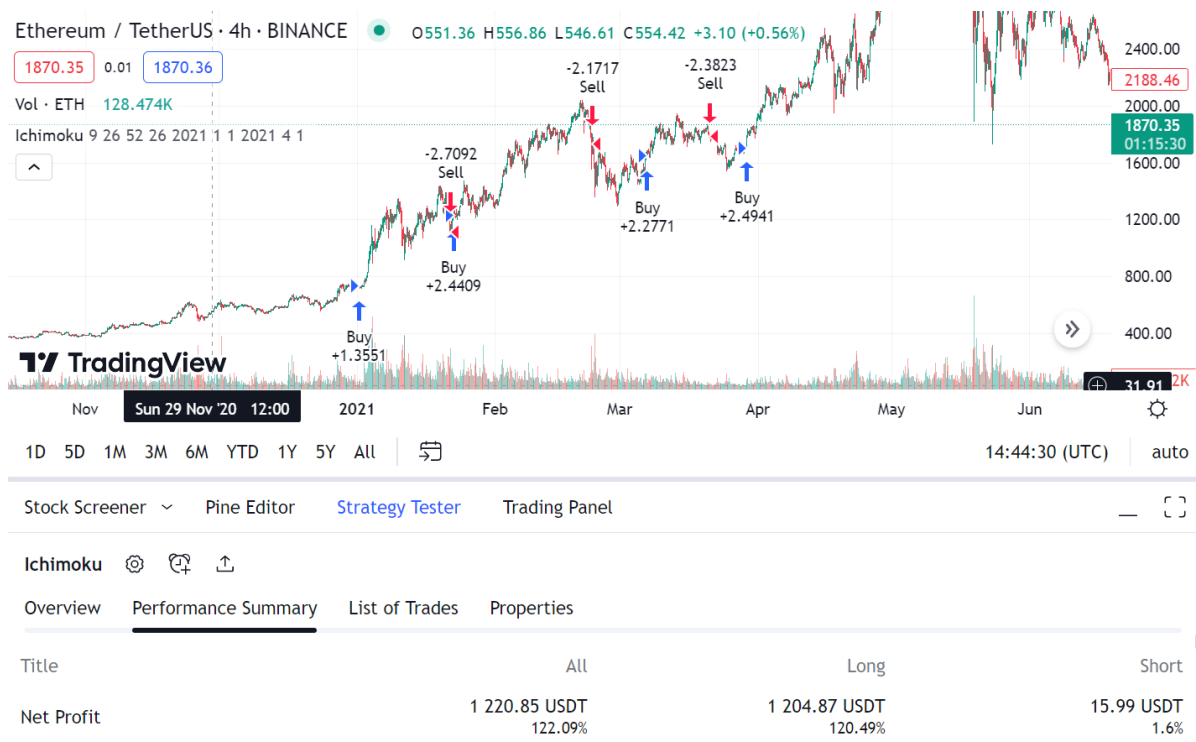 Ethereum / TetherUS · 4h · BINANCE O551.36 H556.86 L546.61 C554.42 +3.10 (+0.56%)
1870.35 0.01 1870.36
Vol · ETH 128.474K
Ichimoku 9 26 52 26 2021 1 1 2021 4 1
-2.1717
Sell
-2.3823
Sell
-2.7092
Sell
Buy
+2.2771
Buy
+2.4941
Buy
+2.4409
Buy
+1.3551
2400.00
2188.46
2000.00
1870.35
01:15:30
1600.00
1200.00
800.00
400.00
31.91
2K
TradingView
Nov Sun 29 Nov '20 12:00 2021 Feb Mar Apr May Jun
1D 5D 1M 3M 6M YTD 1Y 5Y All 14:44:30 (UTC) auto
Stock Screener Pine Editor Strategy Tester Trading Panel
Ichimoku
Overview Performance Summary List of Trades Properties
Title All Long Short
Net Profit 1 220.85 USDT 1 204.87 USDT 15.99 USDT
122.09% 120.49% 1.6%